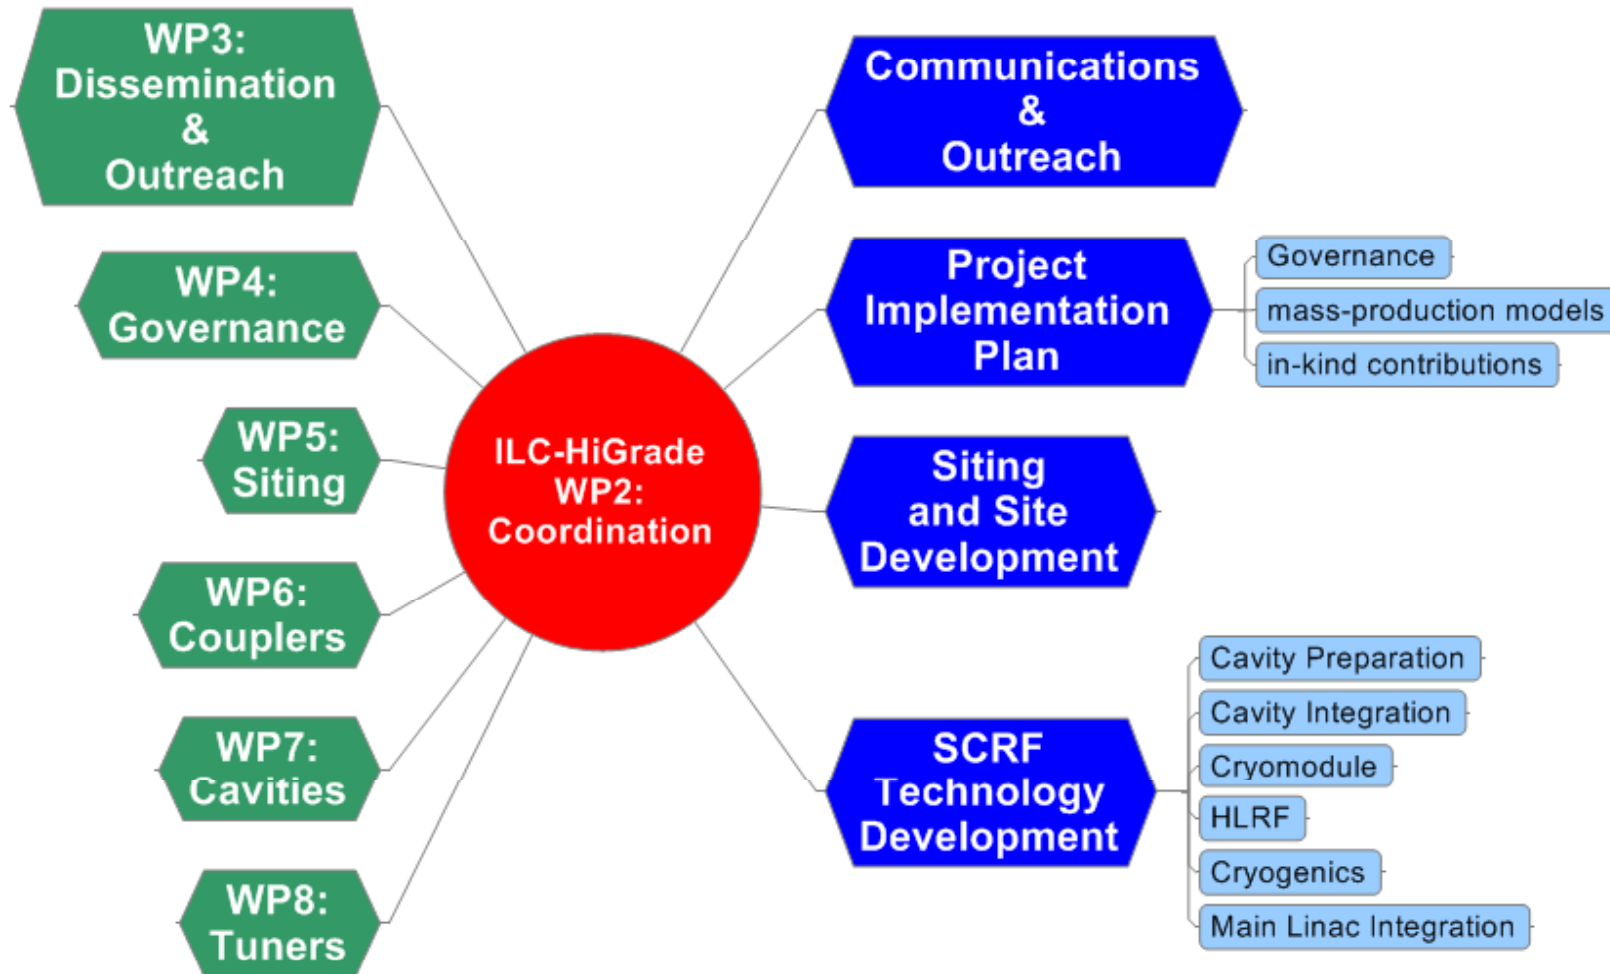 WP3:
Dissemination
&
Outreach
WP4:
Governance
WP5:
Siting
WP6:
Couplers
WP7:
Cavities
WP8:
Tuners
ILC-HiGrade
WP2:
Coordination
Communications
&
Outreach
Project
Implementation
Plan
Governance
mass-production models
in-kind contributions
Siting
and Site
Development
SCRF
Technology
Development
Cavity Preparation
Cavity Integration
Cryomodule
HLRF
Cryogenics
Main Linac Integration